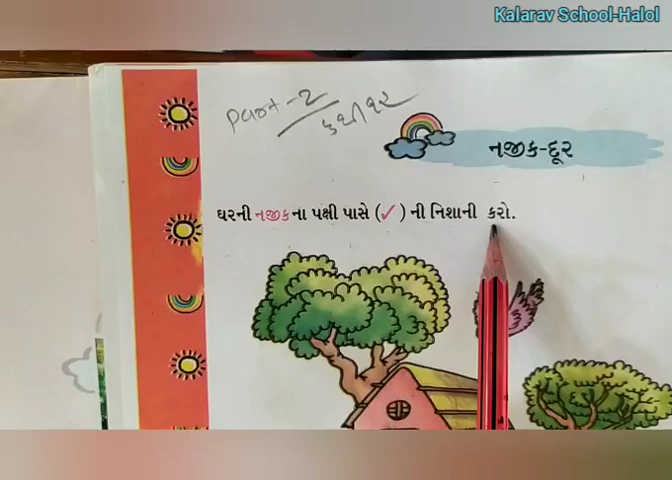 Kalarav School-Halol
Part-2
નજીક-દૂર
ઘરની નજીકના પક્ષી પાસે (✓) ની નિશાની કરો.